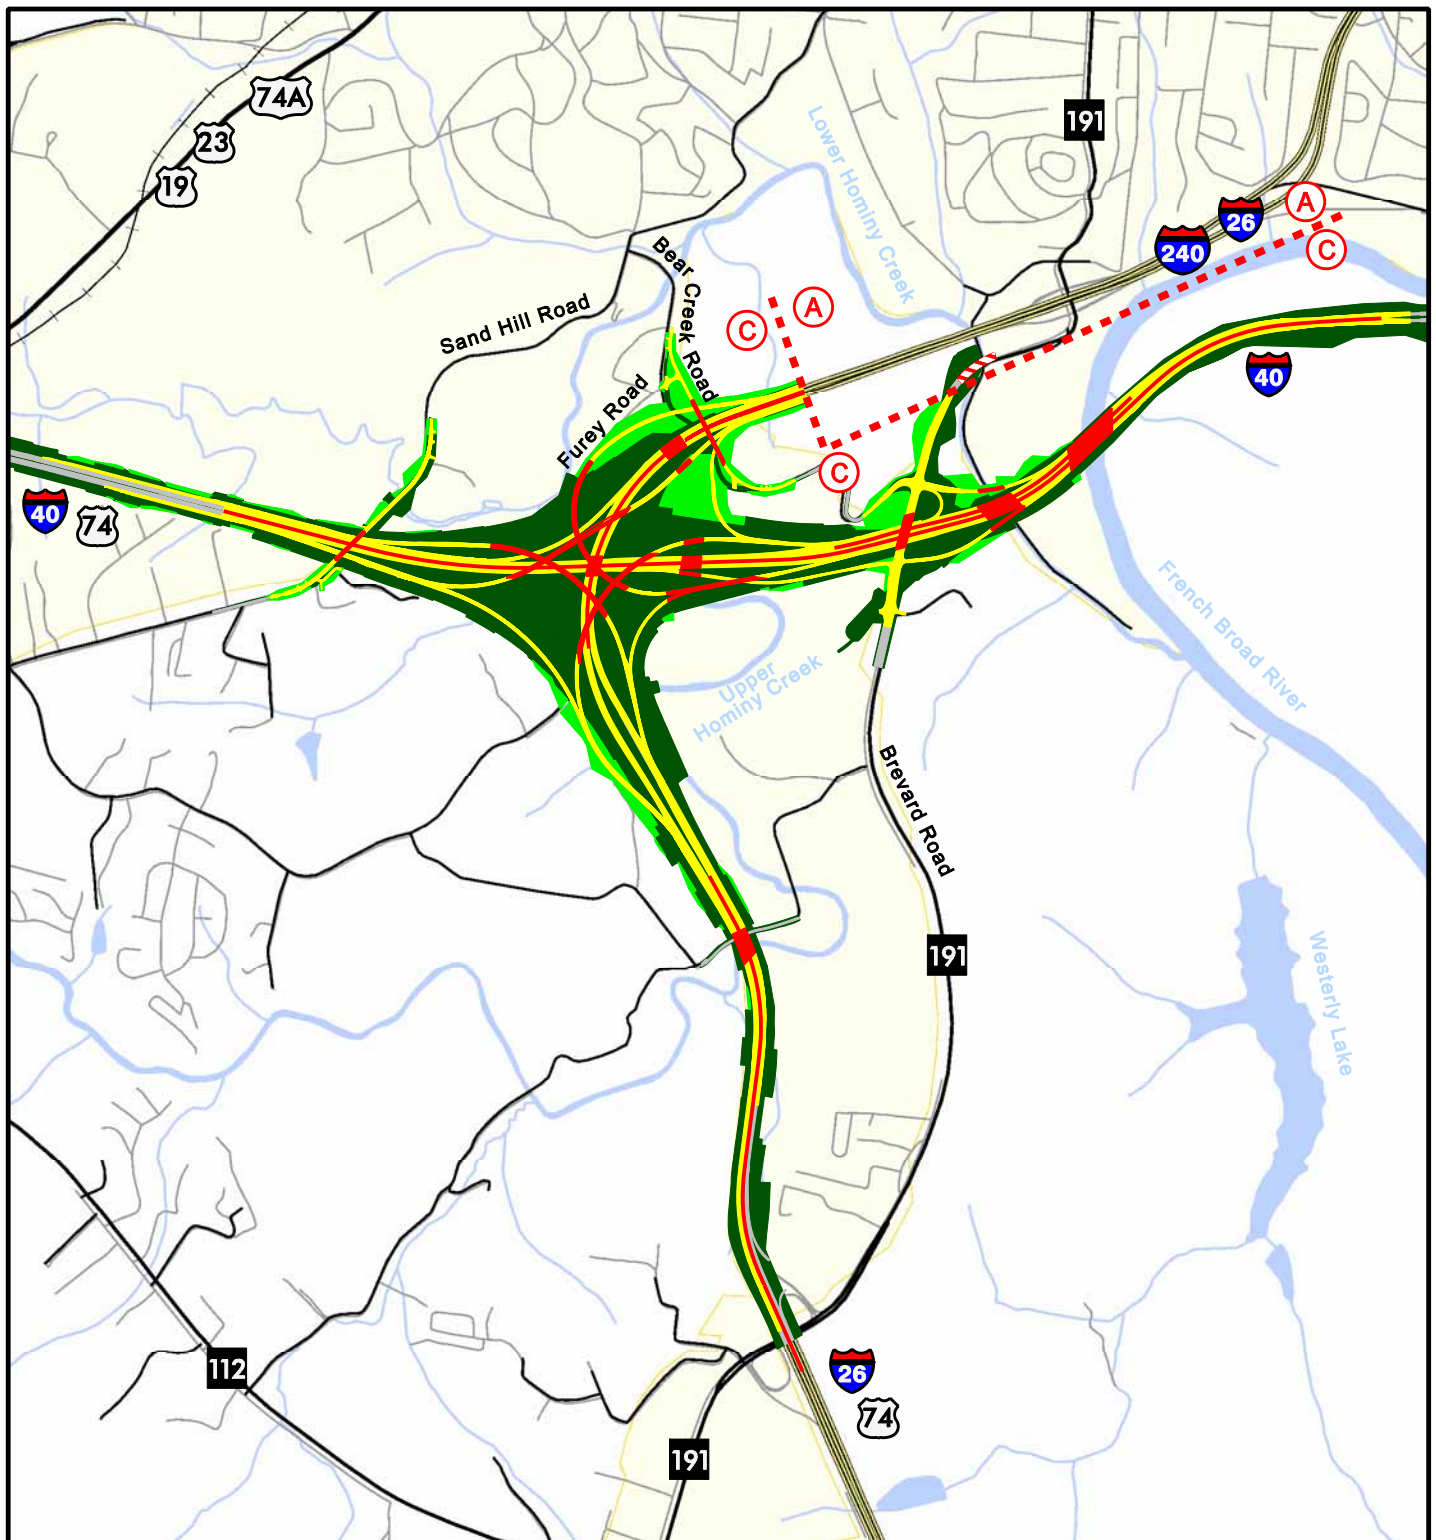 74A
191
23
Lower Hominy Creek
19
A
26
240
C
Bear Creek Road
Sand Hill Road
A
C
40
Furey Road
C
40
74
French Broad River
Upper
Hominy Creek
Brevard Road
191
Westerly Lake
112
26
74
191